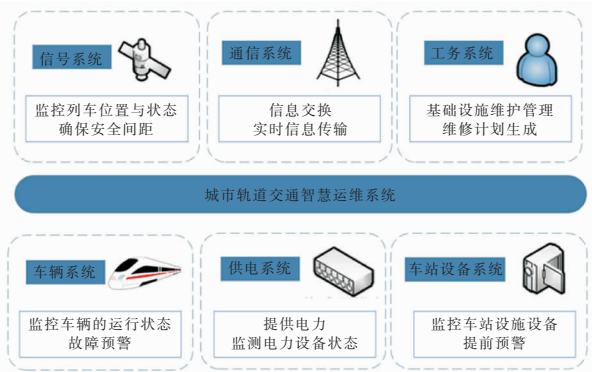 信号系统
监控列车位置与状态
确保安全间距
通信系统
信息交换
实时信息传输
工务系统
基础设施维护管理
维修计划生成
城市轨道交通智慧运维系统
车辆系统
监控车辆的运行状态
故障预警
供电系统
提供电力
监测电力设备状态
车站设备系统
监控车站设施设备
提前预警